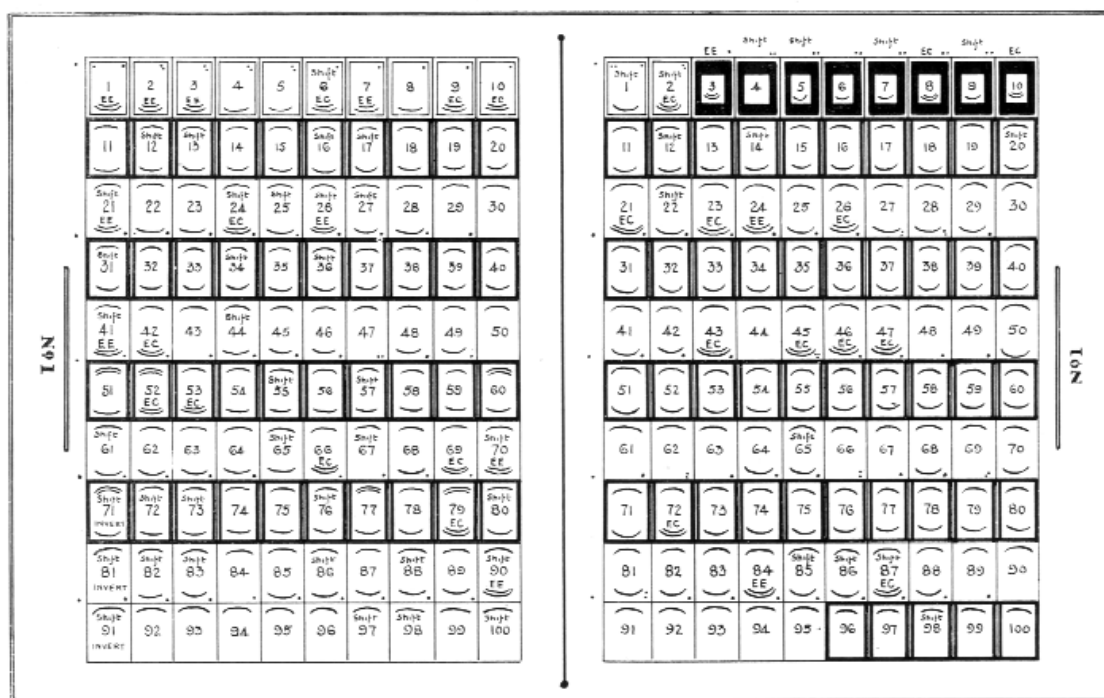 Shift Shift Shift Shift
EE EC EC
Shift Shift Shift
1 2 3 4 5 6 7 8 9 10 1 2 3 4 5 6 7 8 9 10
EE EE EE EC EE EC EC EC
Shift Shift Shift Shift Shift Shift Shift
11 12 13 14 15 16 17 18 19 20 11 12 13 14 15 16 17 18 19 20
Shift Shift Shift Shift Shift Shift
21 22 23 24 25 26 27 28 29 30 21 22 23 24 25 26 27 28 29 30
EE EC EE EC EC EE EC
Shift Shift Shift
31 32 33 34 35 36 37 38 39 40 31 32 33 34 35 36 37 38 39 40
Shift Shift
41 42 43 44 45 46 47 48 49 50 41 42 43 44 45 46 47 48 49 50
EE EC EC EC EC EC
No 1
No 1
Shift Shift
51 52 53 54 55 56 57 58 59 60 51 52 53 54 55 56 57 58 59 60
EC EC
Shift Shift Shift Shift Shift
61 62 63 64 65 66 67 68 69 70 61 62 63 64 65 66 67 68 69 70
EC EC EE
Shift Shift Shift Shift Shift
71 72 73 74 75 76 77 78 79 80 71 72 73 74 75 76 77 78 79 80
INVERT EC EC
Shift Shift Shift Shift Shift Shift Shift Shift Shift
81 82 83 84 85 86 87 88 89 90 81 82 83 84 85 86 87 88 89 90
INVERT EE EE EC
Shift Shift Shift Shift Shift
91 92 93 94 95 96 97 98 99 100 91 92 93 94 95 96 97 98 99 100
INVERT